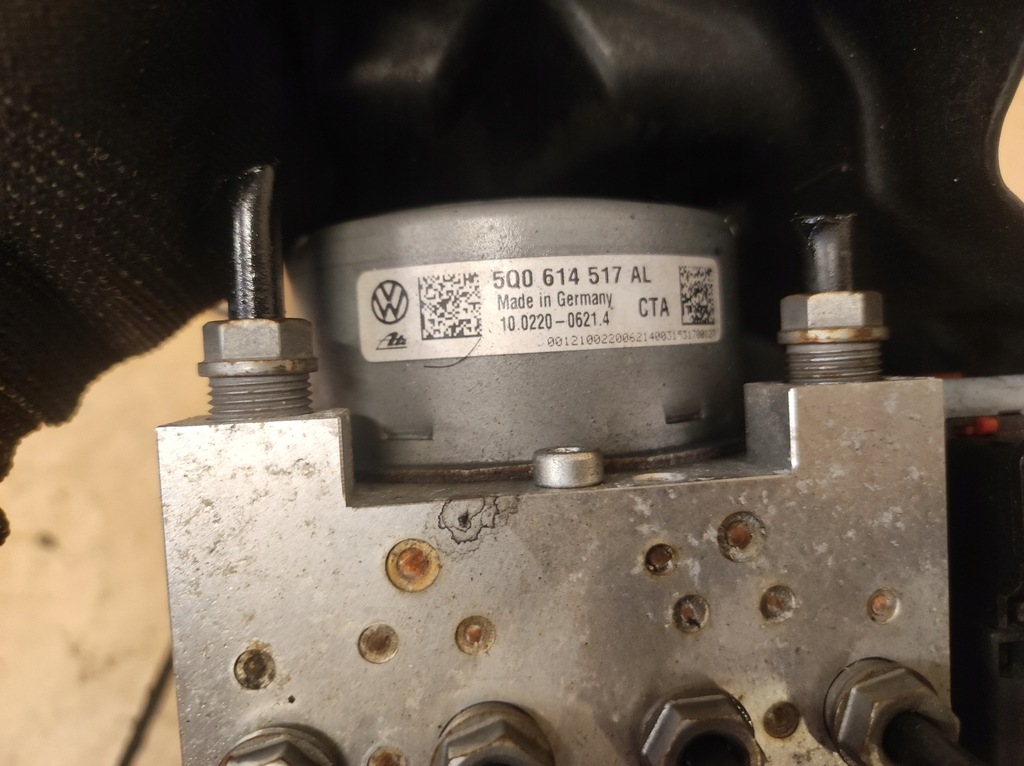 5Q0 614 517 AL
Made in Germany
10.0220-0621.4
CTA